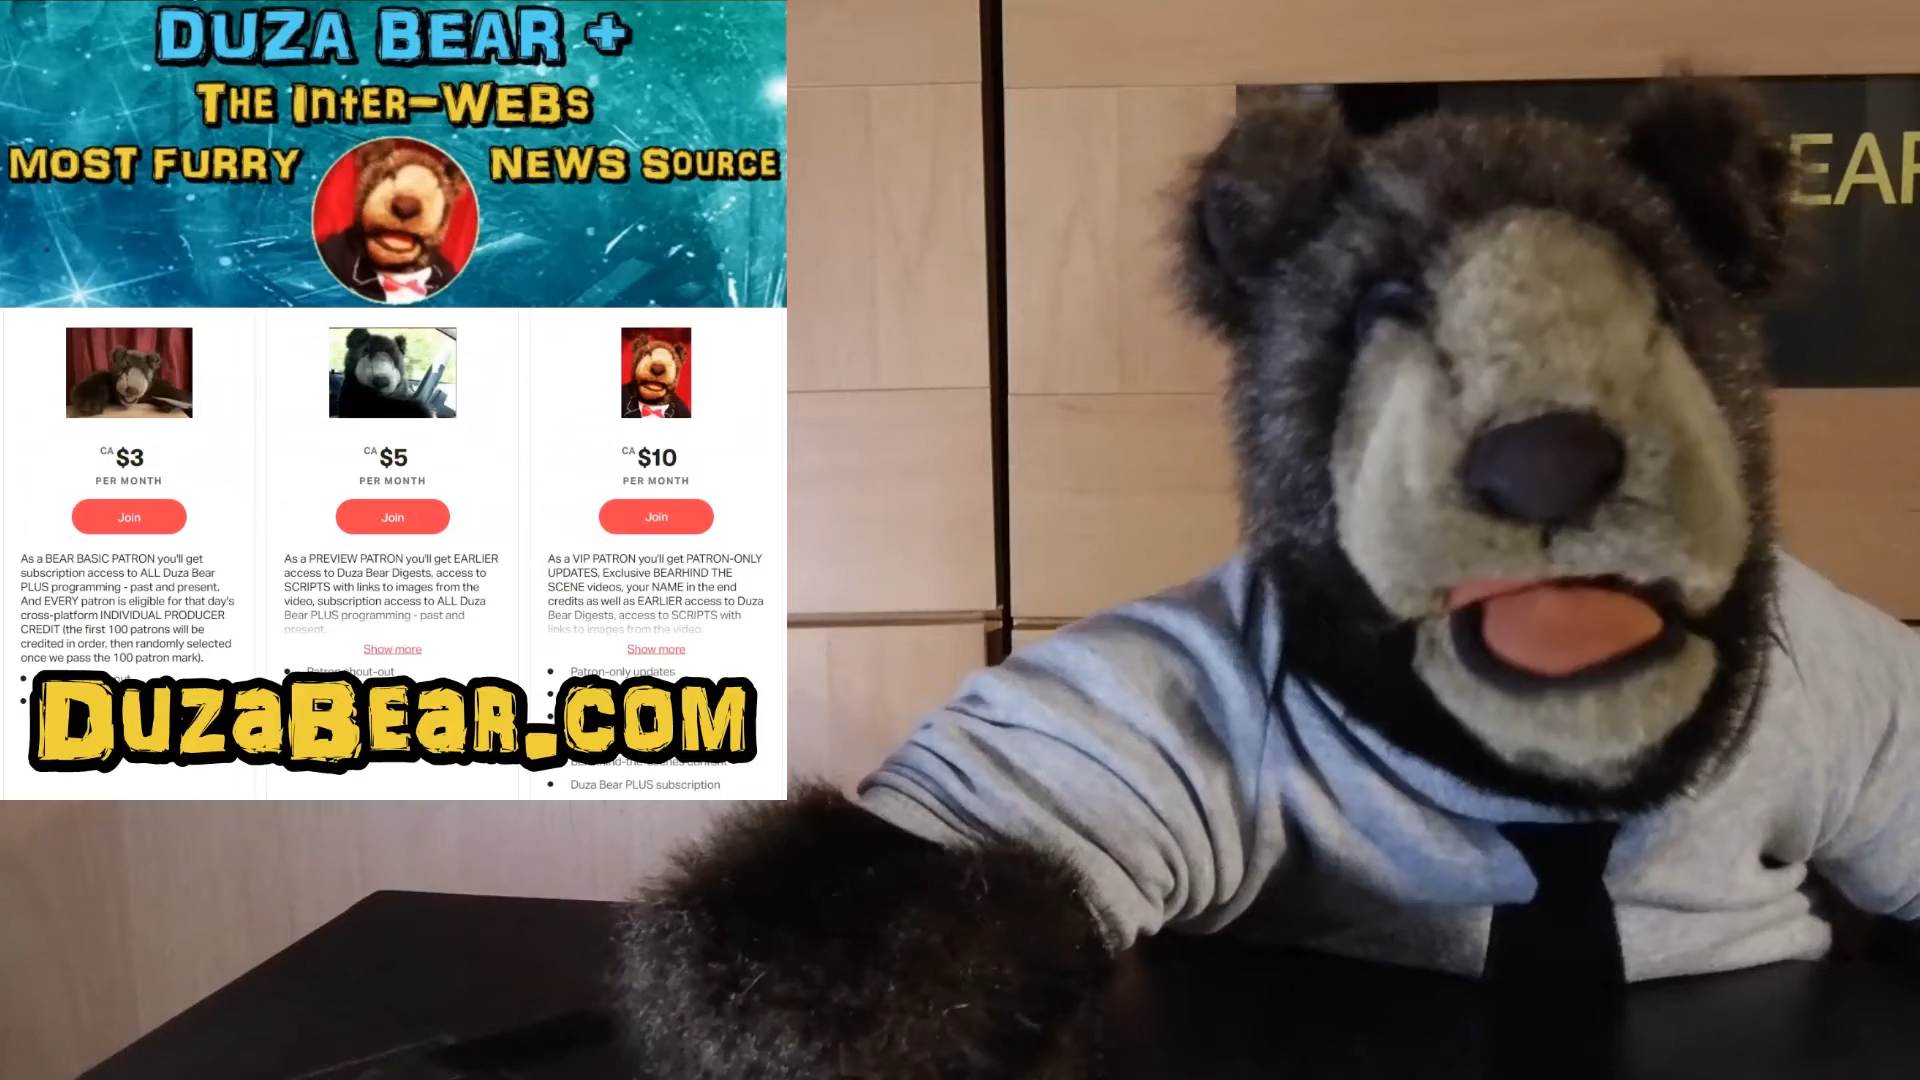 DUZA BEAR +
THE INTER-WEBS
MOST FURRY NEWS SOURCE
CA $3
PER MONTH
Join
As a BEAR BASIC PATRON you'll get
subscription access to ALL Duza Bear
PLUS programming - past and present.
And EVERY patron is eligible for that day's
cross-platform INDIVIDUAL PRODUCER
CREDIT (the first 100 patrons will be
credited in order, then randomly selected
once we pass the 100 patron mark).
CA $5
PER MONTH
Join
As a PREVIEW PATRON you'll get EARLIER
access to Duza Bear Digests, access to
SCRIPTS with links to images from the
video, subscription access to ALL Duza
Bear PLUS programming - past and
present.
Show more
Patron shout-out
CA $10
PER MONTH
Join
As a VIP PATRON you'll get PATRON-ONLY
UPDATES, Exclusive BEARHIND THE
SCENE videos, your NAME in the end
credits as well as EARLIER access to Duza
Bear Digests, access to SCRIPTS with
links to images from the video,
Show more
Patron-only updates
Duza Bear PLUS subscription
DUZABEAR.COM
EAR